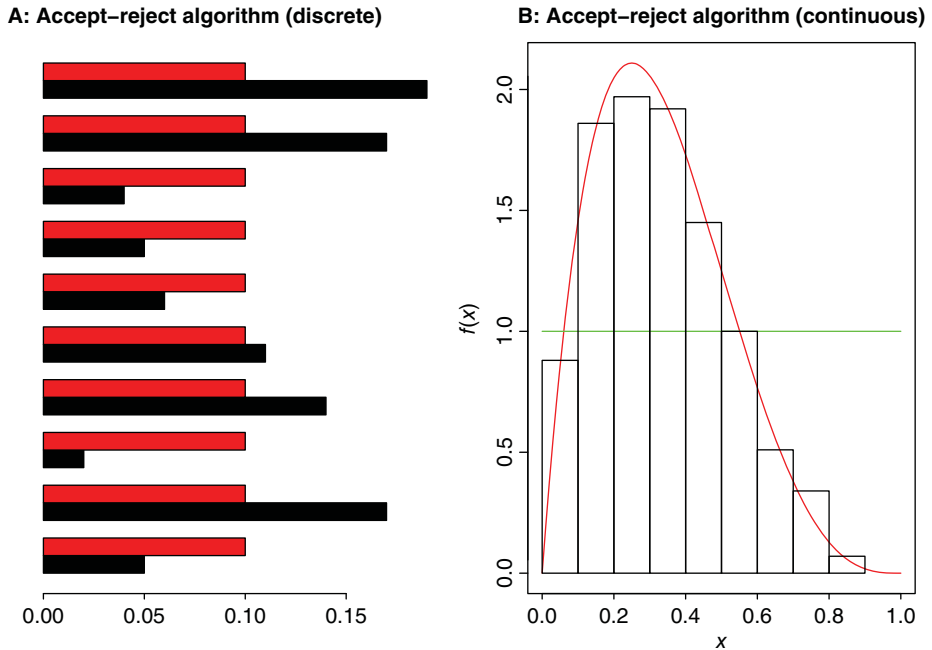 A: Accept–reject algorithm (discrete)
0.00 0.05 0.10 0.15
B: Accept–reject algorithm (continuous)
f(x)
2.0
1.5
1.0
0.5
0.0
0.0 0.2 0.4 0.6 0.8 1.0
x